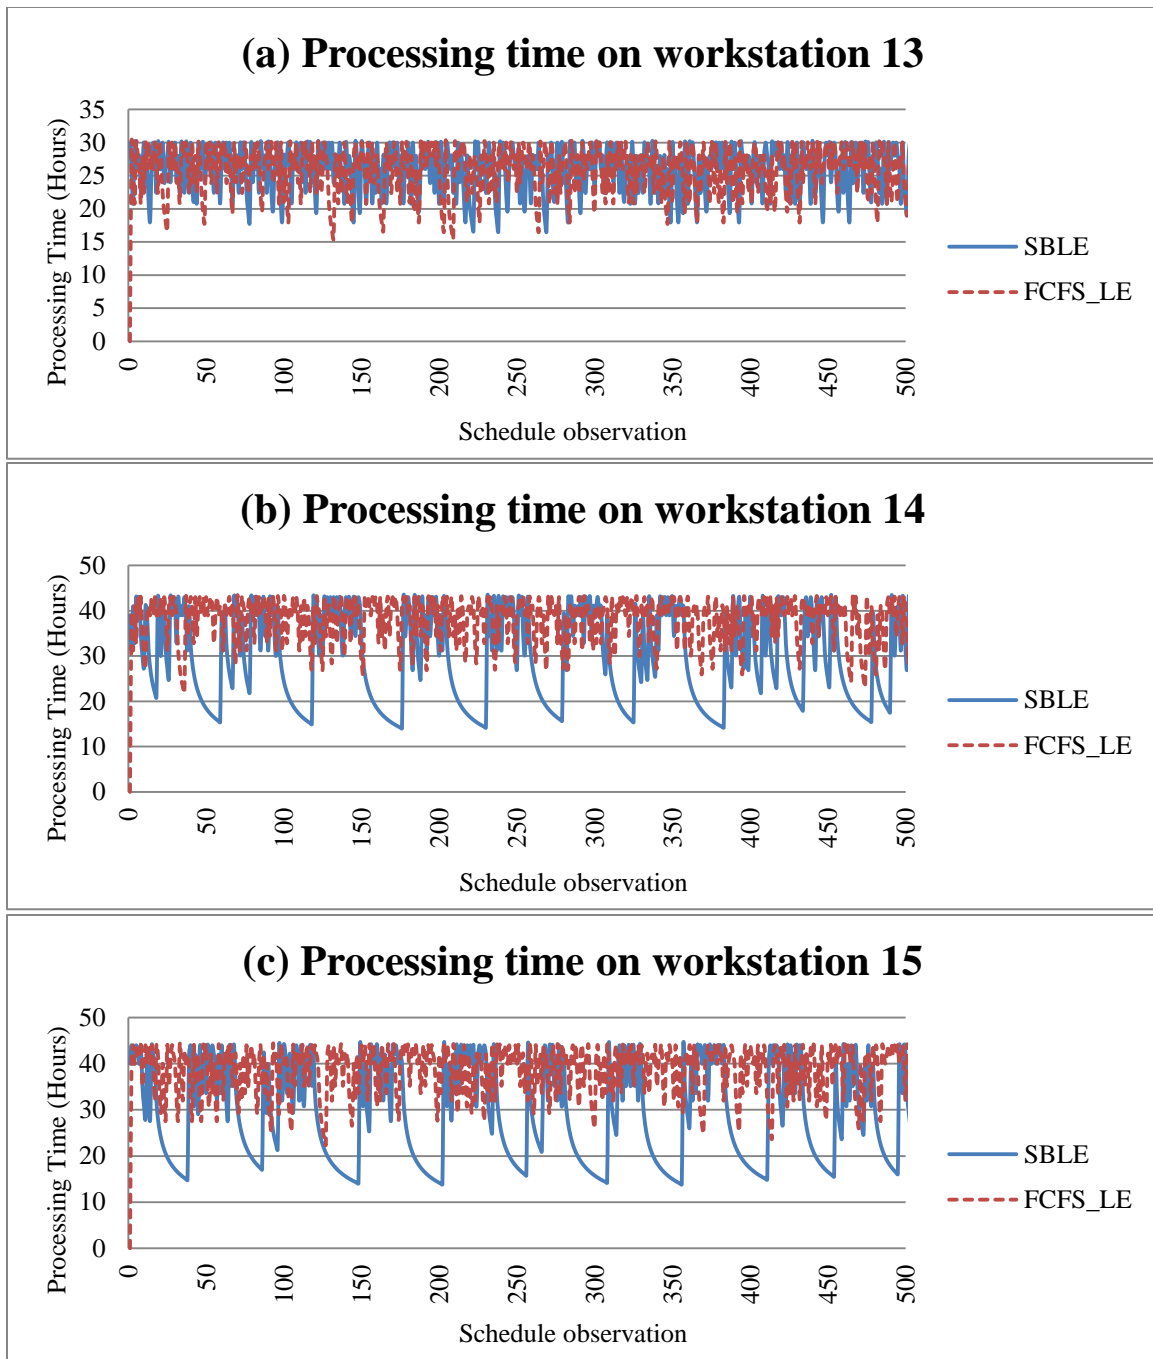 (a) Processing time on workstation 13
Processing Time (Hours)
35
30
25
20
15
10
5
0
0 50 100 150 200 250 300 350 400 450 500
Schedule observation
SBLE
FCFS_LE
(b) Processing time on workstation 14
Processing Time (Hours)
50
40
30
20
10
0
0 50 100 150 200 250 300 350 400 450 500
Schedule observation
SBLE
FCFS_LE
(c) Processing time on workstation 15
Processing Time (Hours)
50
40
30
20
10
0
0 50 100 150 200 250 300 350 400 450 500
Schedule observation
SBLE
FCFS_LE